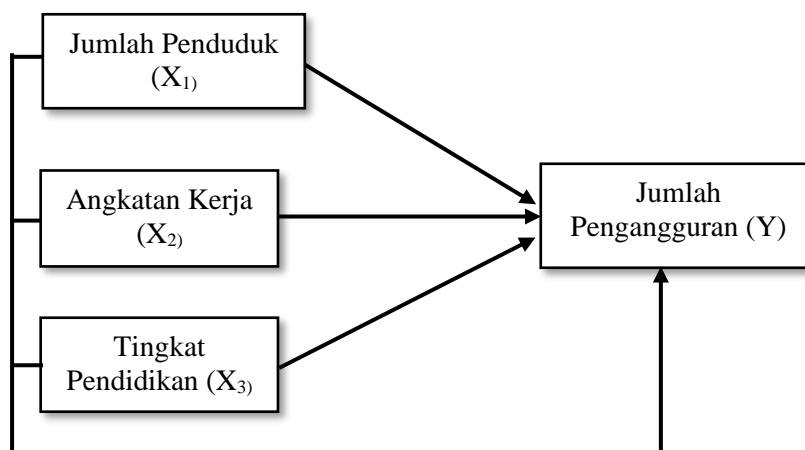 Jumlah Penduduk
(X₁₎
Angkatan Kerja
(X₂₎
Tingkat
Pendidikan (X₃₎
Jumlah
Pengangguran (Y)